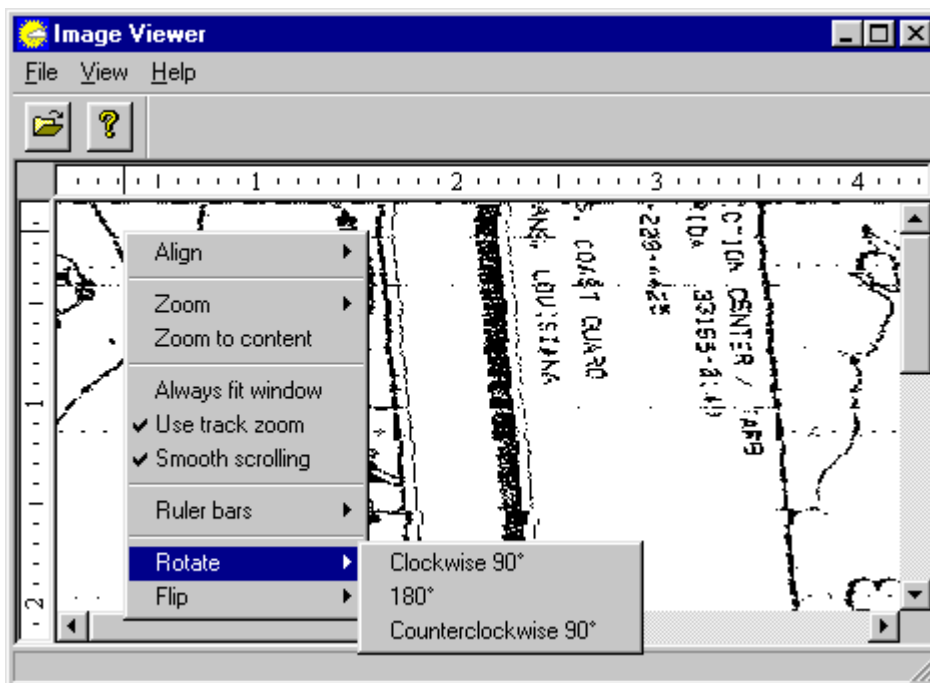 Image Viewer
File View Help
1 2 3 4
Align
Zoom
Zoom to content
Always fit window
Use track zoom
Smooth scrolling
Ruler bars
Rotate
Flip
Clockwise 90°
180°
Counterclockwise 90°
1
2
CENTER /
33166
COAST GUARD
LOUISIANA